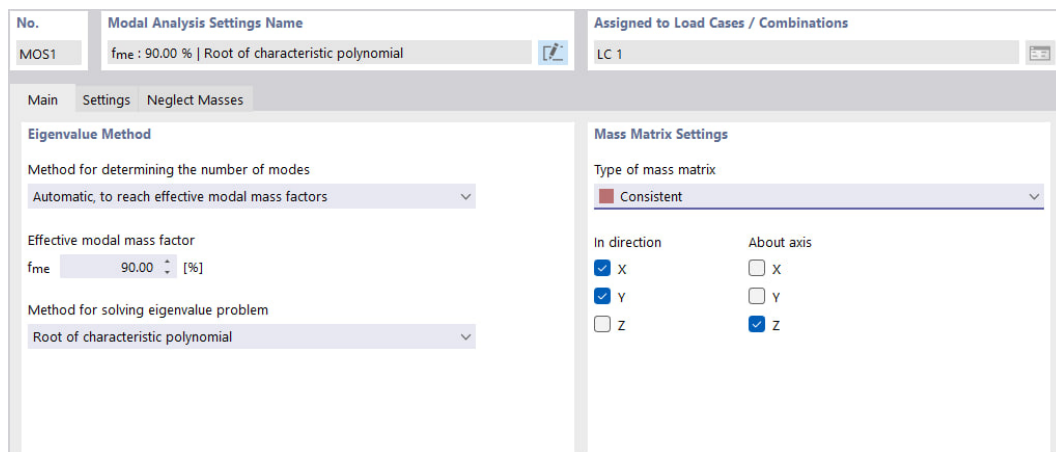 No.
MOS1
Modal Analysis Settings Name
fme : 90.00 % | Root of characteristic polynomial
Assigned to Load Cases / Combinations
LC 1
Main Settings Neglect Masses
Eigenvalue Method
Method for determining the number of modes
Automatic, to reach effective modal mass factors
Effective modal mass factor
fme 90.00 [%]
Method for solving eigenvalue problem
Root of characteristic polynomial
Mass Matrix Settings
Type of mass matrix
Consistent
In direction
X
Y
Z
About axis
X
Y
Z